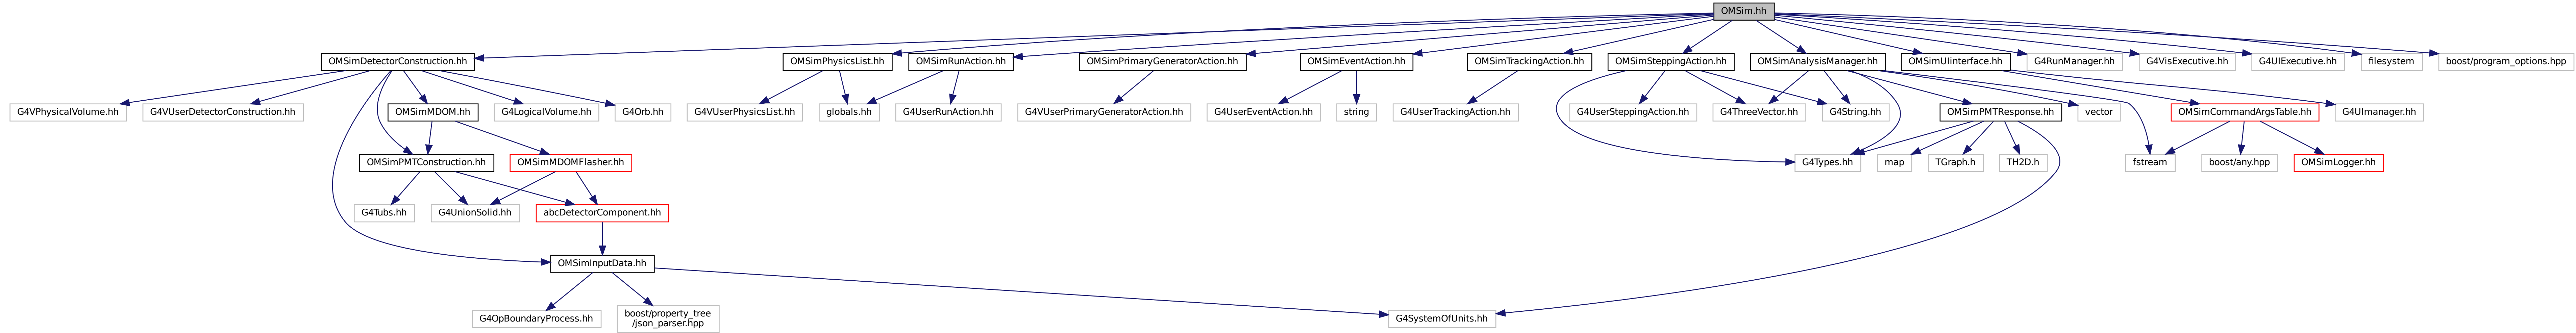 OMSim.hh
OMSimDetectorConstruction.hh
OMSimPhysicsList.hh
OMSimRunAction.hh
OMSimPrimaryGeneratorAction.hh
OMSimEventAction.hh
OMSimTrackingAction.hh
OMSimSteppingAction.hh
OMSimAnalysisManager.hh
OMSimUIinterface.hh
G4RunManager.hh
G4VisExecutive.hh
G4UIExecutive.hh
filesystem
boost/program_options.hpp
G4VPhysicalVolume.hh
G4VUserDetectorConstruction.hh
OMSimMDOM.hh
G4LogicalVolume.hh
G4Orb.hh
G4VUserPhysicsList.hh
globals.hh
G4UserRunAction.hh
G4VUserPrimaryGeneratorAction.hh
G4UserEventAction.hh
string
G4UserTrackingAction.hh
G4UserSteppingAction.hh
G4ThreeVector.hh
G4String.hh
OMSimPMTResponse.hh
vector
OMSimCommandArgsTable.hh
G4UImanager.hh
OMSimPMTConstruction.hh
OMSimMDOMFlasher.hh
G4Types.hh
map
TGraph.h
TH2D.h
fstream
boost/any.hpp
OMSimLogger.hh
G4Tubs.hh
G4UnionSolid.hh
abcDetectorComponent.hh
OMSimInputData.hh
G4OpBoundaryProcess.hh
boost/property_tree
/json_parser.hpp
G4SystemOfUnits.hh